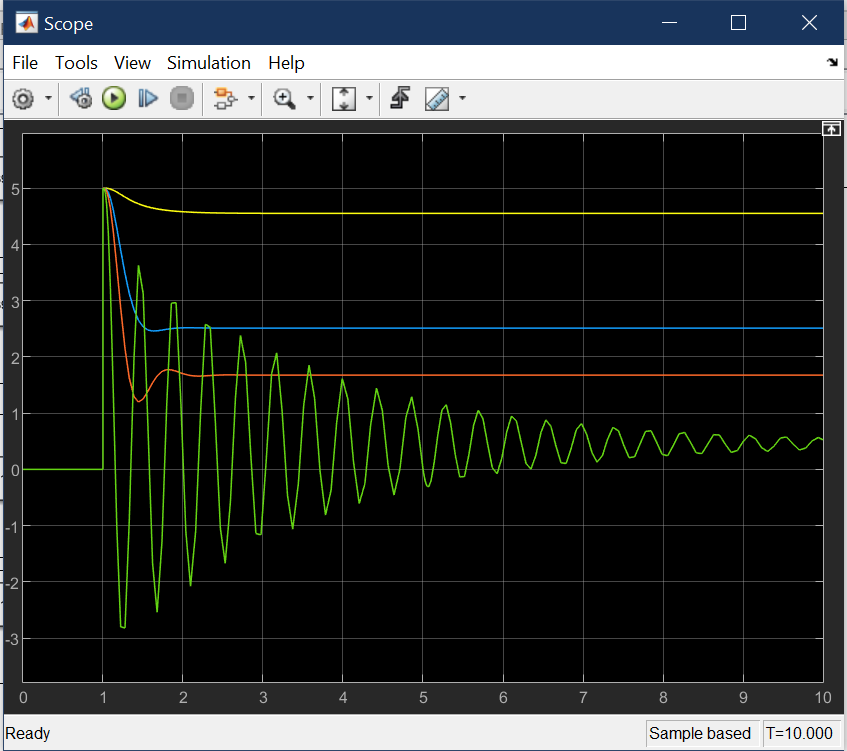 Scope
File Tools View Simulation Help
5
4
3
2
1
0
-1
-2
-3
0 1 2 3 4 5 6 7 8 9 10
Ready Sample based T=10.000